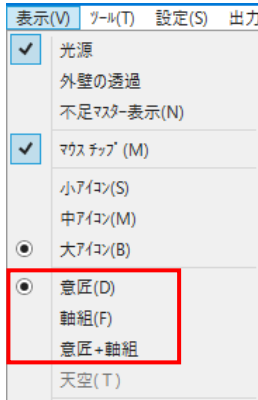 表示(V) ﾂｰﾙ(T) 設定(S) 出力
光源
外壁の透過
不足ﾏｽﾀｰ表示(N)
ﾏｳｽ ﾁｯﾌﾟ(M)
小ｱｲｺﾝ(S)
中ｱｲｺﾝ(M)
大ｱｲｺﾝ(B)
意匠(D)
軸組(F)
意匠+軸組
天空(T)